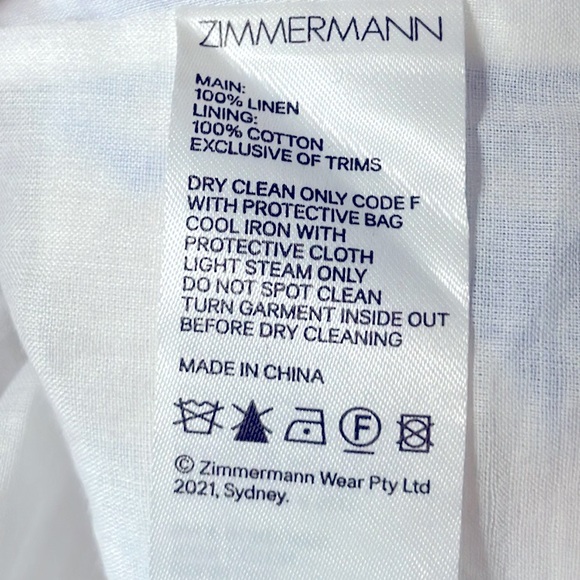 ZIMMERMANN
MAIN:
100% LINEN
LINING:
100% COTTON
EXCLUSIVE OF TRIMS
DRY CLEAN ONLY CODE F
WITH PROTECTIVE BAG
COOL IRON WITH
PROTECTIVE CLOTH
LIGHT STEAM ONLY
DO NOT SPOT CLEAN
TURN GARMENT INSIDE OUT
BEFORE DRY CLEANING
MADE IN CHINA
F
© Zimmermann Wear Pty Ltd
2021, Sydney.